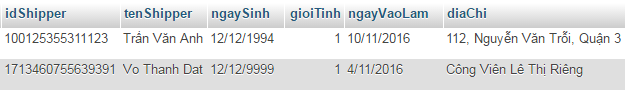 idShipper tenShipper ngaySinh gioiTinh ngayVaoLam diaChi
100125355311123 Trần Văn Anh 12/12/1994 1 10/11/2016 112, Nguyễn Văn Trỗi, Quận 3
1713460755639391 Vo Thanh Dat 12/12/9999 1 4/11/2016 Công Viên Lê Thị Riêng